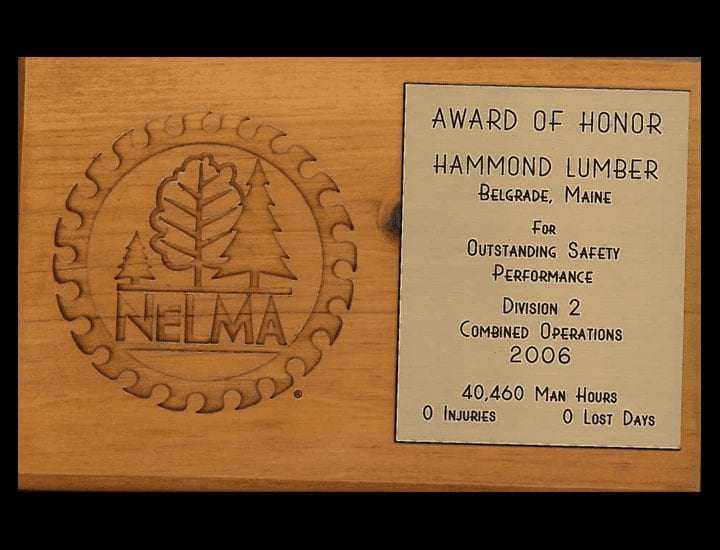 NELMA
®
AWARD OF HONOR
HAMMOND LUMBER
BELGRADE, MAINE
FOR
OUTSTANDING SAFETY
PERFORMANCE
DIVISION 2
COMBINED OPERATIONS
2006
40,460 MAN HOURS
0 INJURIES 0 LOST DAYS